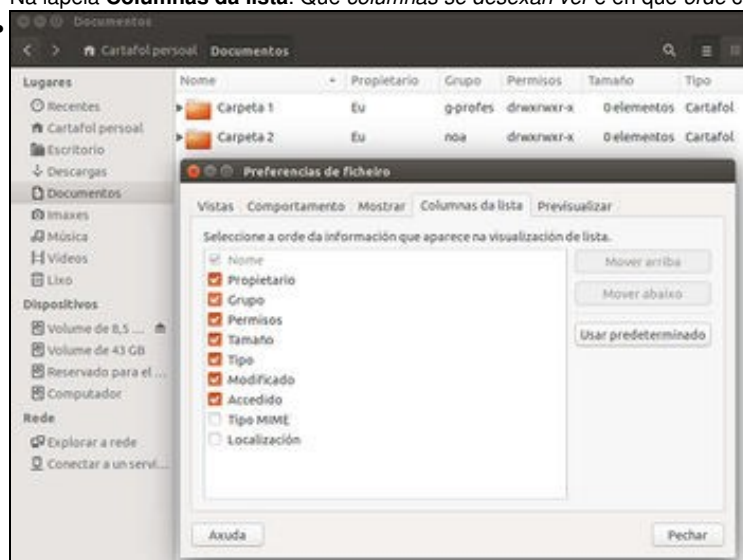 Na lapela Columnas da lista. Que columnas se desexan ver e en que orde
Documentos
Cartafol persoal Documentos
Lugares
Recentes
Cartafol persoal
Escritorio
Descargas
Documentos
Imaxes
Música
Vídeos
Lixo
Dispositivos
Volume de 8,5 ...
Volume de 43 GB
Reservado para el ...
Computador
Rede
Explorar a rede
Conectar a un servi...
Nome Propietario Grupo Permisos Tamaño Tipo
Carpeta 1 Eu g-profes drwxrwxr-x 0 elementos Cartafol
Carpeta 2 Eu noa drwxrwxr-x 0 elementos Cartafol
Preferencias de ficheiro
Vistas Comportamento Mostrar Columnas da lista Previsualizar
Seleccione a orde da información que aparece na visualización de lista.
Nome
Propietario
Grupo
Permisos
Tamaño
Tipo
Modificado
Accedido
Tipo MIME
Localización
Mover arriba
Mover abaixo
Usar predeterminado
Axuda Pechar